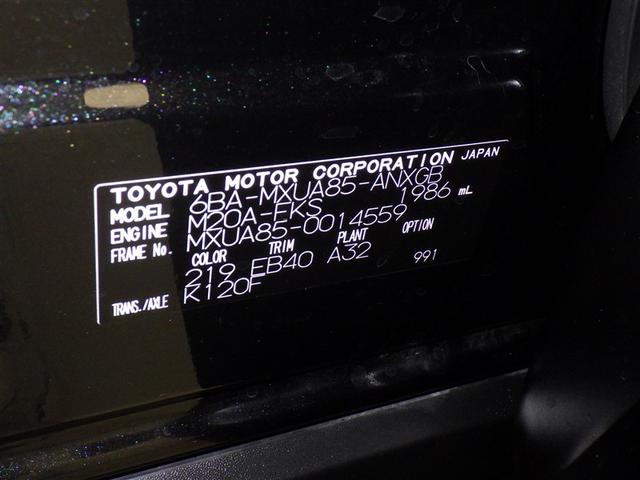 TOYOTA MOTOR CORPORATION JAPAN
MODEL 6BA-MXUA85-ANXGB
ENGINE M20A-FKS 1986 mL
FRAME No. MXUA85-0014559
COLOR TRIM PLANT OPTION
219 EB40 A32 991
TRANS./AXLE K120F